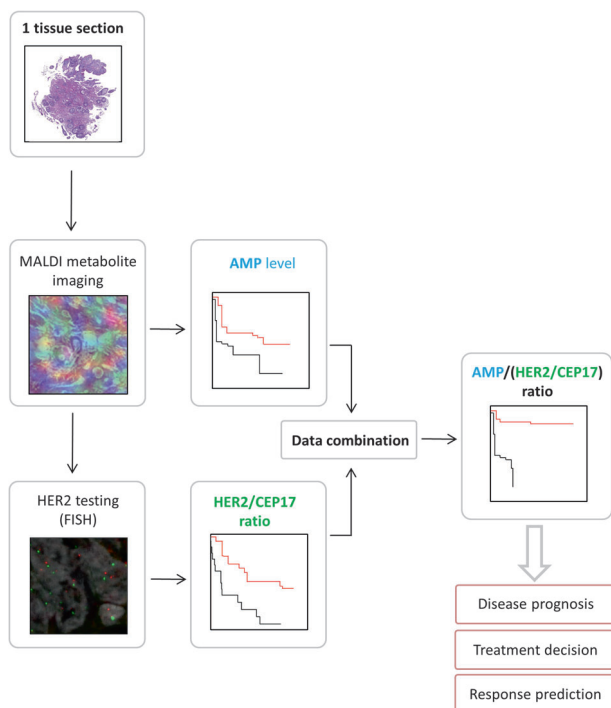 1 tissue section
MALDI metabolite
imaging
AMP level
HER2 testing
(FISH)
HER2/CEP17
ratio
Data combination
AMP/(HER2/CEP17)
ratio
Disease prognosis
Treatment decision
Response prediction